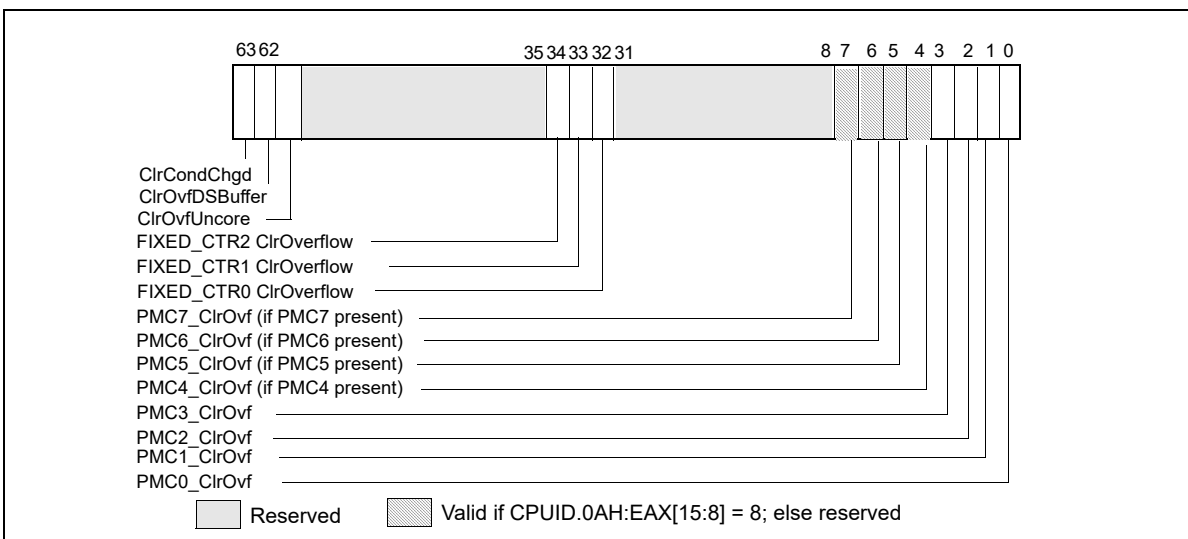 63 62 35 34 33 32 31 8 7 6 5 4 3 2 1 0
ClrCondChgd
ClrOvfDSBuffer
ClrOvfUncore
FIXED_CTR2 ClrOverflow
FIXED_CTR1 ClrOverflow
FIXED_CTR0 ClrOverflow
PMC7_ClrOvf (if PMC7 present)
PMC6_ClrOvf (if PMC6 present)
PMC5_ClrOvf (if PMC5 present)
PMC4_ClrOvf (if PMC4 present)
PMC3_ClrOvf
PMC2_ClrOvf
PMC1_ClrOvf
PMC0_ClrOvf
Reserved Valid if CPUID.0AH:EAX[15:8] = 8; else reserved